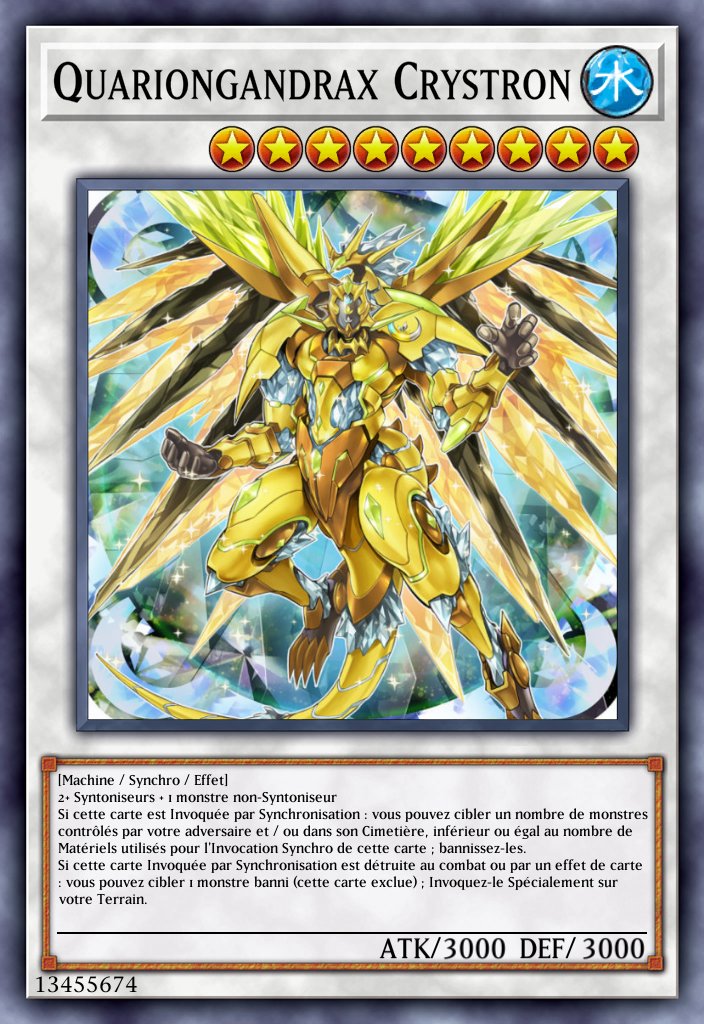 QUARIONGANDRAX CRYSTRON
水
[Machine / Synchro / Effet]
2+ Syntoniseurs + 1 monstre non-Syntoniseur
Si cette carte est Invoquée par Synchronisation : vous pouvez cibler un nombre de monstres
contrôlés par votre adversaire et / ou dans son Cimetière, inférieur ou égal au nombre de
Matériels utilisés pour l'Invocation Synchro de cette carte ; bannissez-les.
Si cette carte Invoquée par Synchronisation est détruite au combat ou par un effet de carte
: vous pouvez cibler 1 monstre banni (cette carte exclue) ; Invoquez-le Spécialement sur
votre Terrain.
ATK/3000 DEF/ 3000
13455674